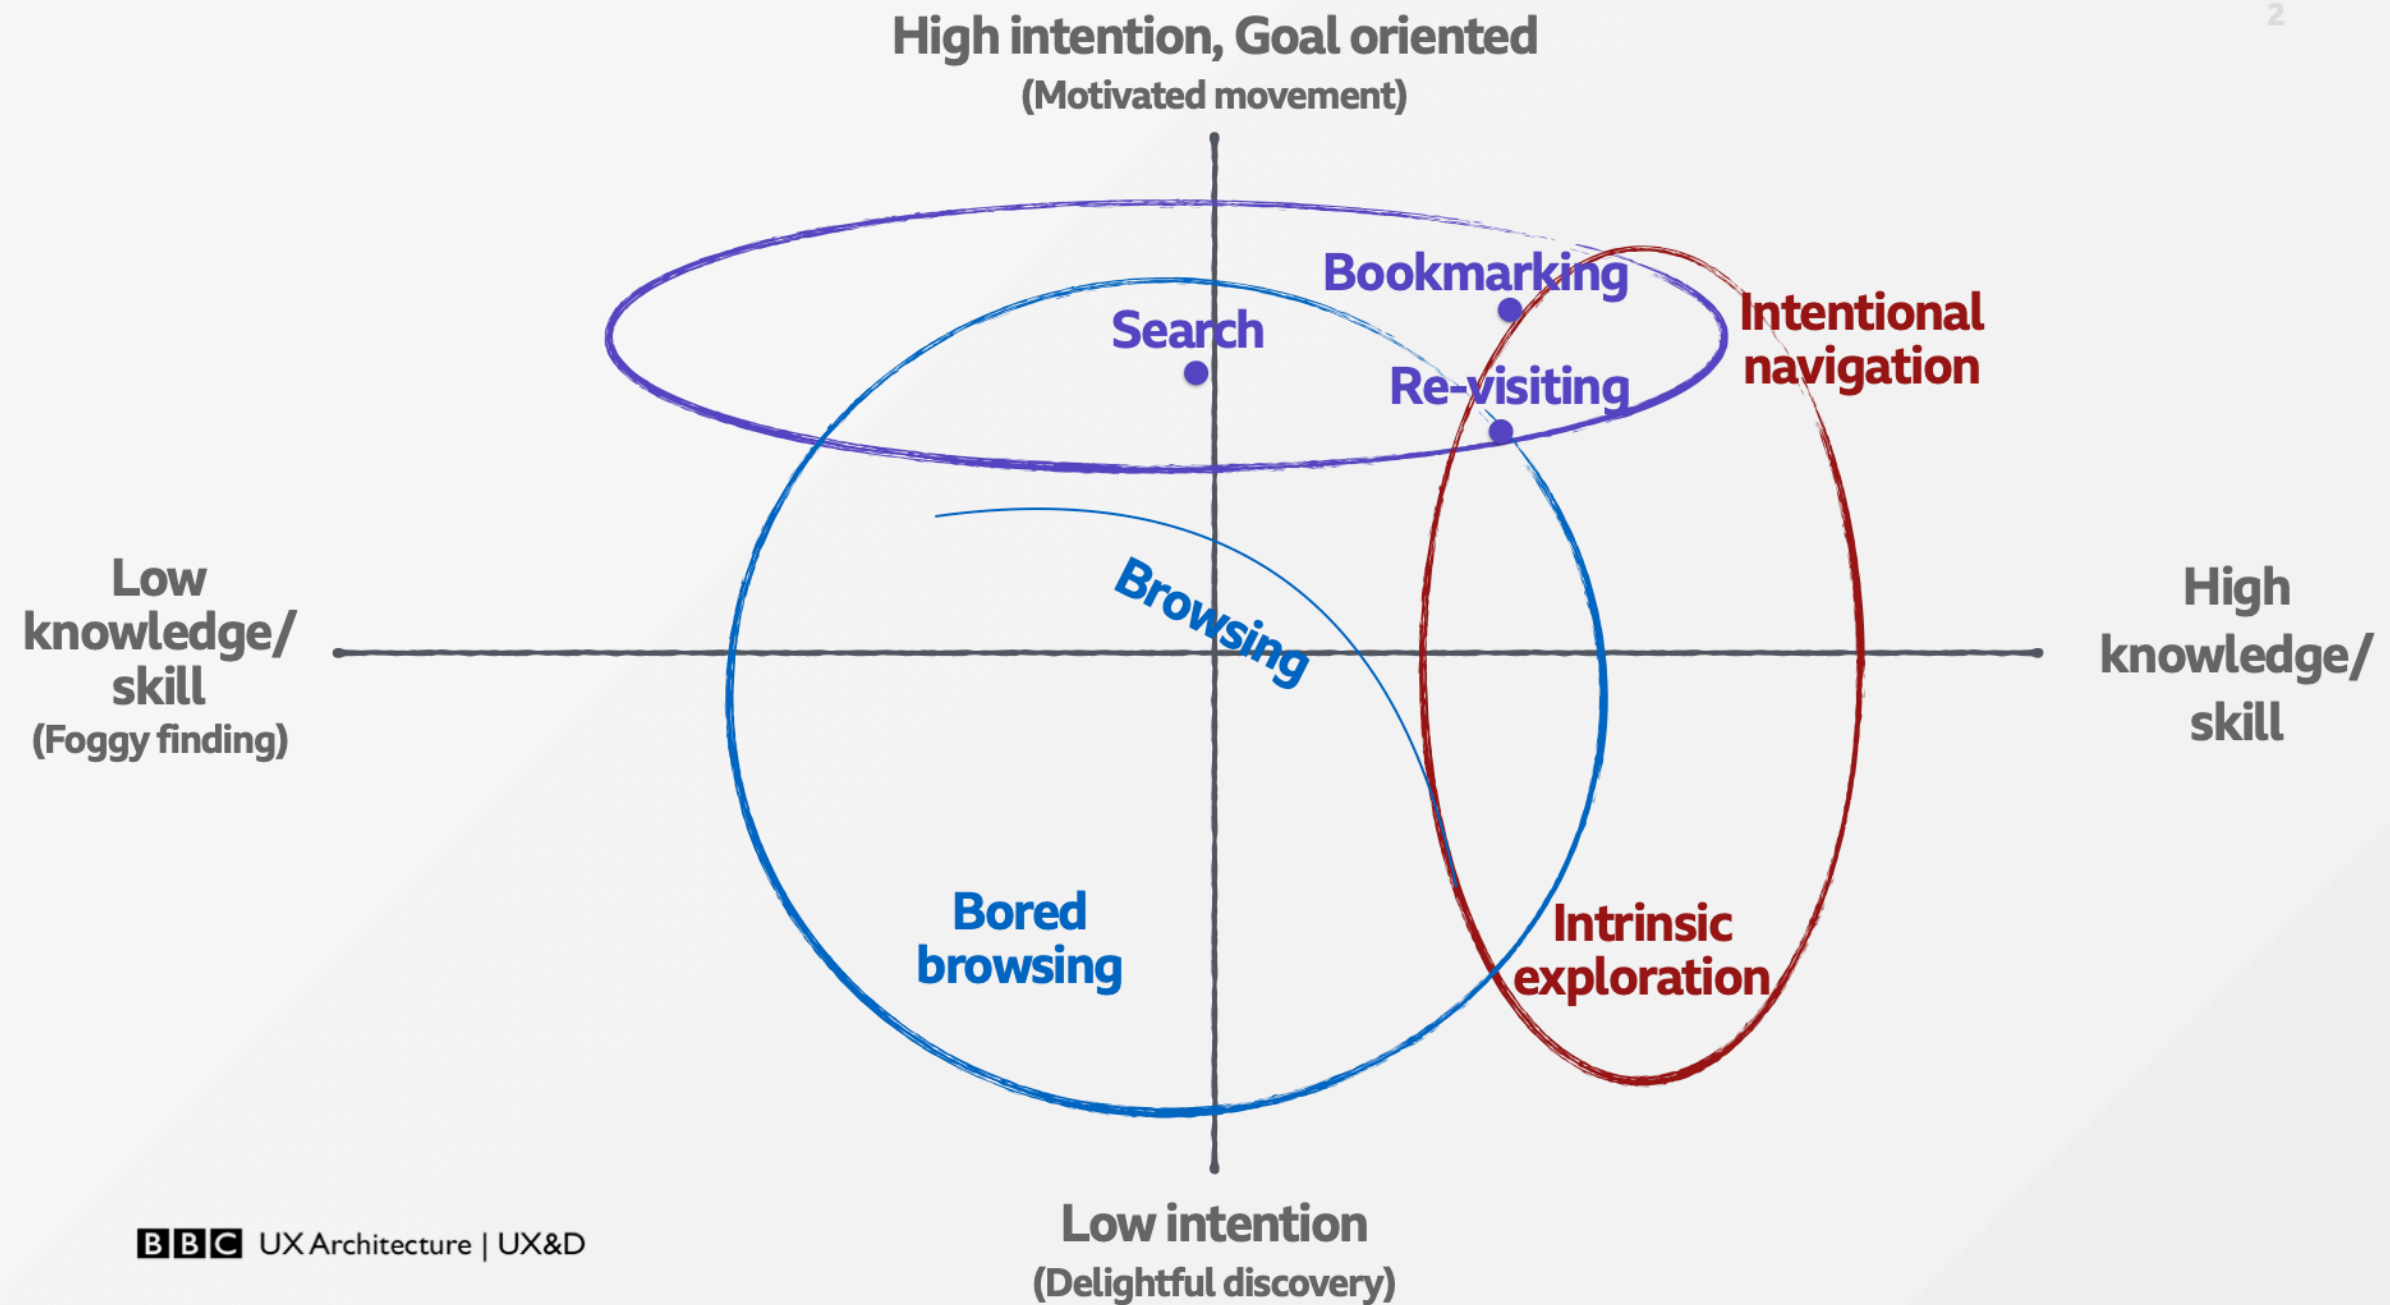 2
High intention, Goal oriented
(Motivated movement)
Bookmarking
Search
Re-visiting
Intentional
navigation
Low
knowledge/
skill
(Foggy finding)
Browsing
High
knowledge/
skill
Bored
browsing
Intrinsic
exploration
Low intention
(Delightful discovery)
BBC UX Architecture | UX&D